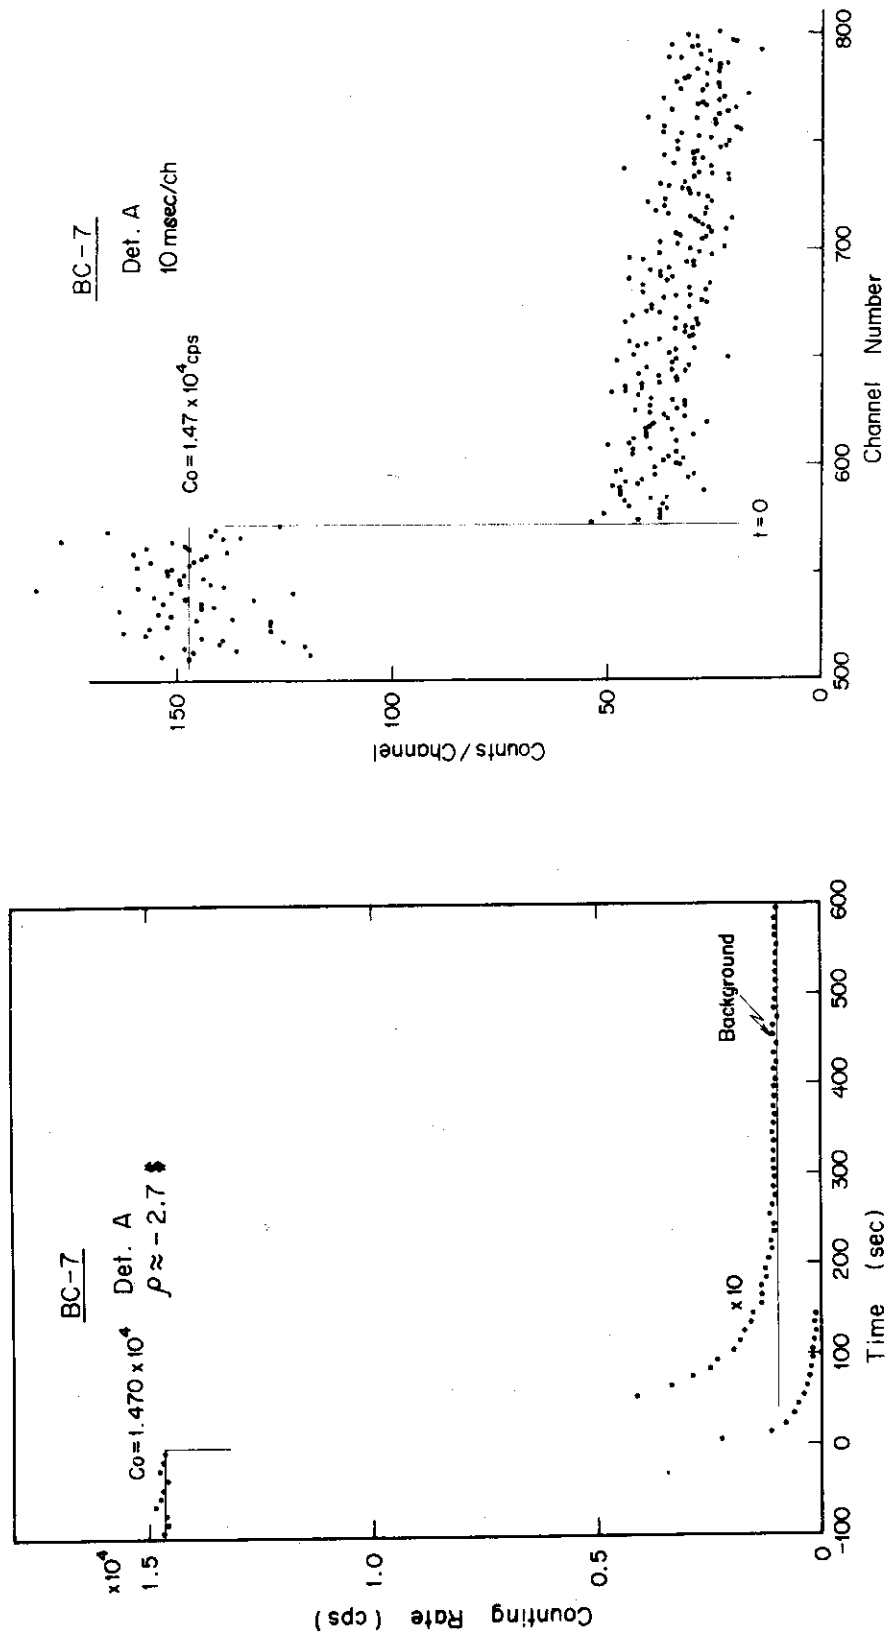 BC-7
Det. A
Co = 1.470 x 10⁴
ρ ≈ - 2.7 $
x10⁴
1.5
1.0
0.5
0
Counting Rate (cps)
x 10
Background
-100
0
100
200
300
400
500
600
Time (sec)
BC-7
Det. A
10 msec/ch
Co = 1.47 x 10⁴ cps
150
100
50
0
Counts / Channel
t = 0
500
600
700
800
Channel Number